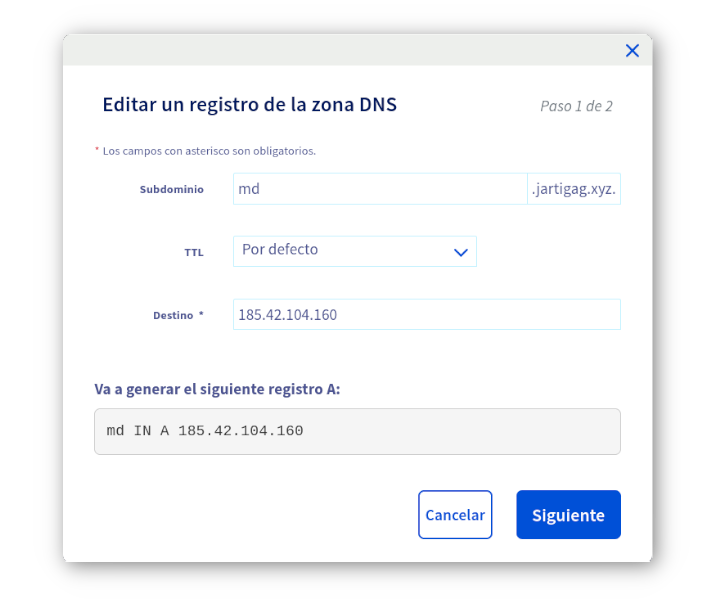 Editar un registro de la zona DNS
Paso 1 de 2
* Los campos con asterisco son obligatorios.
Subdominio md .jartigag.xyz.
TTL Por defecto
Destino * 185.42.104.160
Va a generar el siguiente registro A:
md IN A 185.42.104.160
Cancelar Siguiente